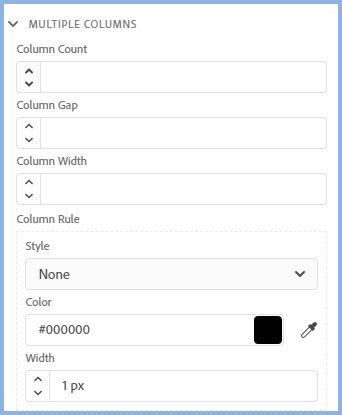 MULTIPLE COLUMNS
Column Count
Column Gap
Column Width
Column Rule
Style
None
Color
#000000
Width
1 px